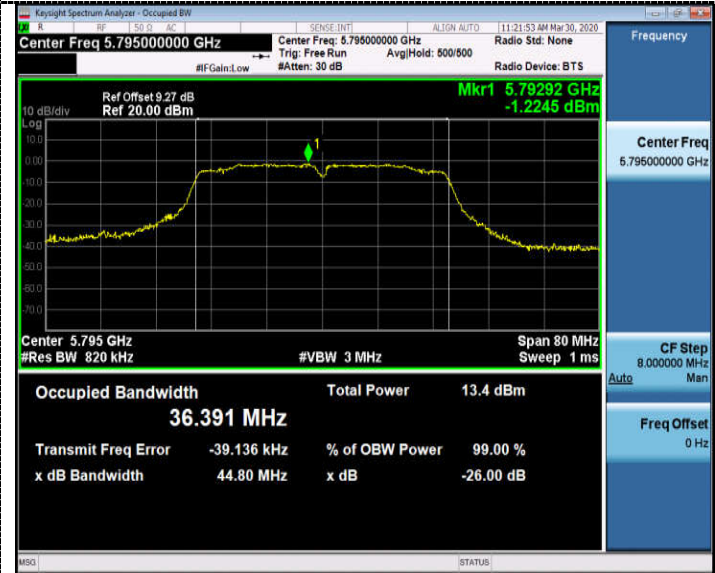 Keysight Spectrum Analyzer - Occupied BW
R RF 50 Ω AC SENSE:INT ALIGN AUTO 11:21:53 AM Mar 30, 2020
Center Freq 5.795000000 GHz
Center Freq: 5.795000000 GHz Radio Std: None
Trig: Free Run Avg|Hold: 500/500
#IFGain:Low #Atten: 30 dB Radio Device: BTS
Frequency
Ref Offset 9.27 dB
10 dB/div Ref 20.00 dBm
Mkr1 5.79292 GHz
-1.2245 dBm
Log
10.0
0.00
-10.0
-20.0
-30.0
-40.0
-50.0
-60.0
-70.0
1
Center Freq
5.795000000 GHz
Center 5.795 GHz Span 80 MHz
#Res BW 820 kHz #VBW 3 MHz Sweep 1 ms
CF Step
8.000000 MHz
Auto Man
Occupied Bandwidth Total Power 13.4 dBm
36.391 MHz
Transmit Freq Error -39.136 kHz % of OBW Power 99.00 %
x dB Bandwidth 44.80 MHz x dB -26.00 dB
Freq Offset
0 Hz
MSG STATUS